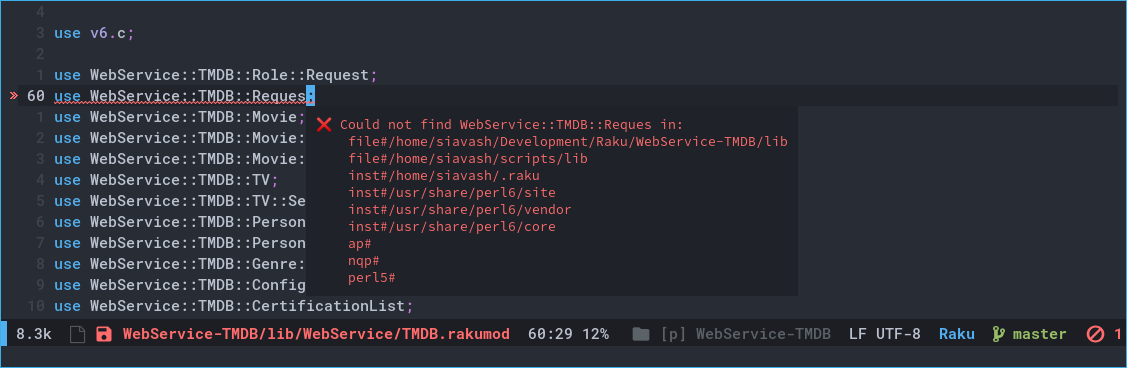 4
3 use v6.c;
2
1 use WebService::TMDB::Role::Request;
» 60 use WebService::TMDB::Reques;
1 use WebService::TMDB::Movie;
❌ Could not find WebService::TMDB::Reques in:
2 use WebService::TMDB::Movie:
file#/home/siavash/Development/Raku/WebService-TMDB/lib
3 use WebService::TMDB::Movie:
file#/home/siavash/scripts/lib
4 use WebService::TMDB::TV;
inst#/home/siavash/.raku
5 use WebService::TMDB::TV::Se
inst#/usr/share/perl6/site
inst#/usr/share/perl6/vendor
6 use WebService::TMDB::Person
inst#/usr/share/perl6/core
7 use WebService::TMDB::Person
ap#
8 use WebService::TMDB::Genre:
nqp#
9 use WebService::TMDB::Config
perl5#
10 use WebService::TMDB::CertificationList;
8.3k WebService-TMDB/lib/WebService/TMDB.rakumod 60:29 12% [p] WebService-TMDB LF UTF-8 Raku master 1